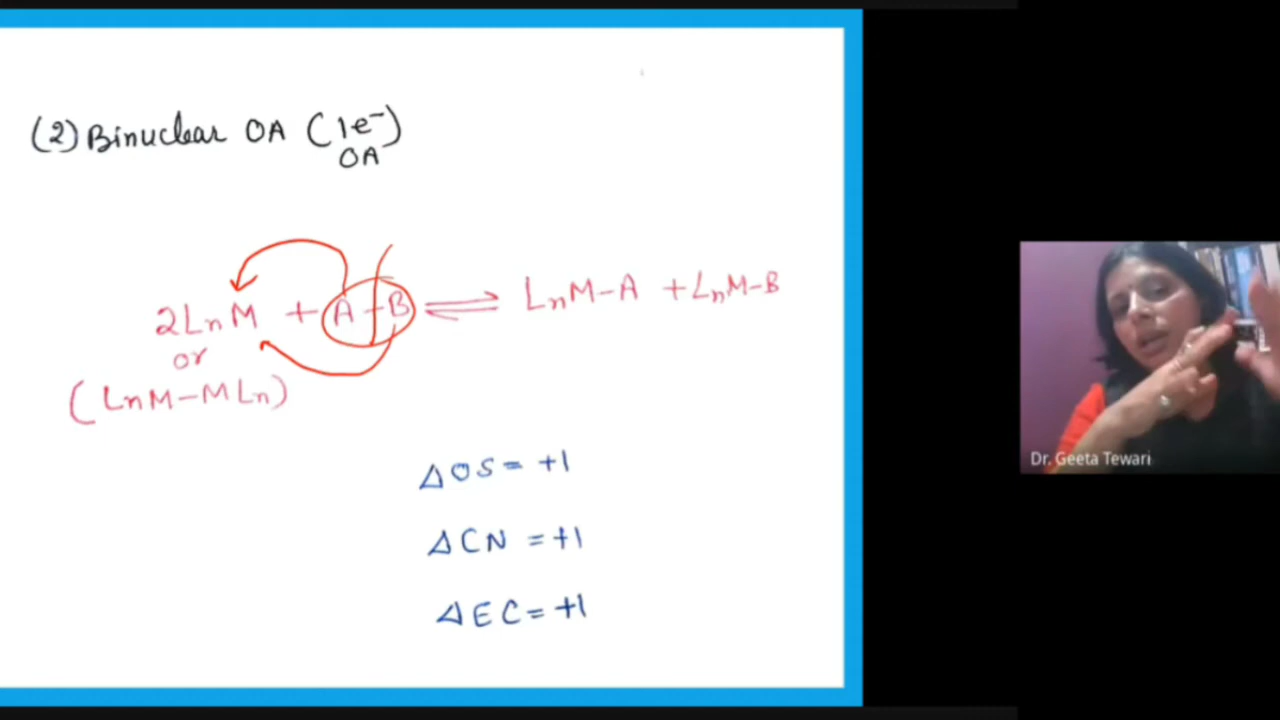 (2) Binuclear OA (1e⁻)
OA
2LnM + A-B ⇌ LnM-A + LnM-B
or
(LnM-MLn)
ΔOS = +1
ΔCN = +1
ΔEC = +1
Dr. Geeta Tewari